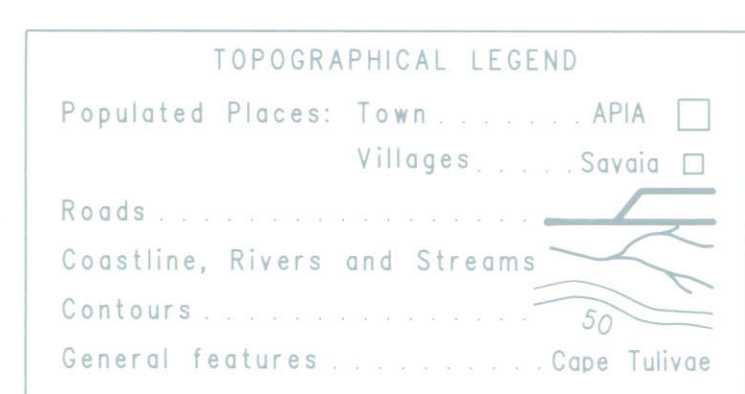 TOPOGRAPHICAL LEGEND
Populated Places: Town . . . . . . . APIA
Villages . . . . . Savaia
Roads . . . . . . . . . . . . . . . . . .
Coastline, Rivers and Streams
Contours . . . . . . . . . . . . . . . 50
General features . . . . . . . . . . Cape Tulivae